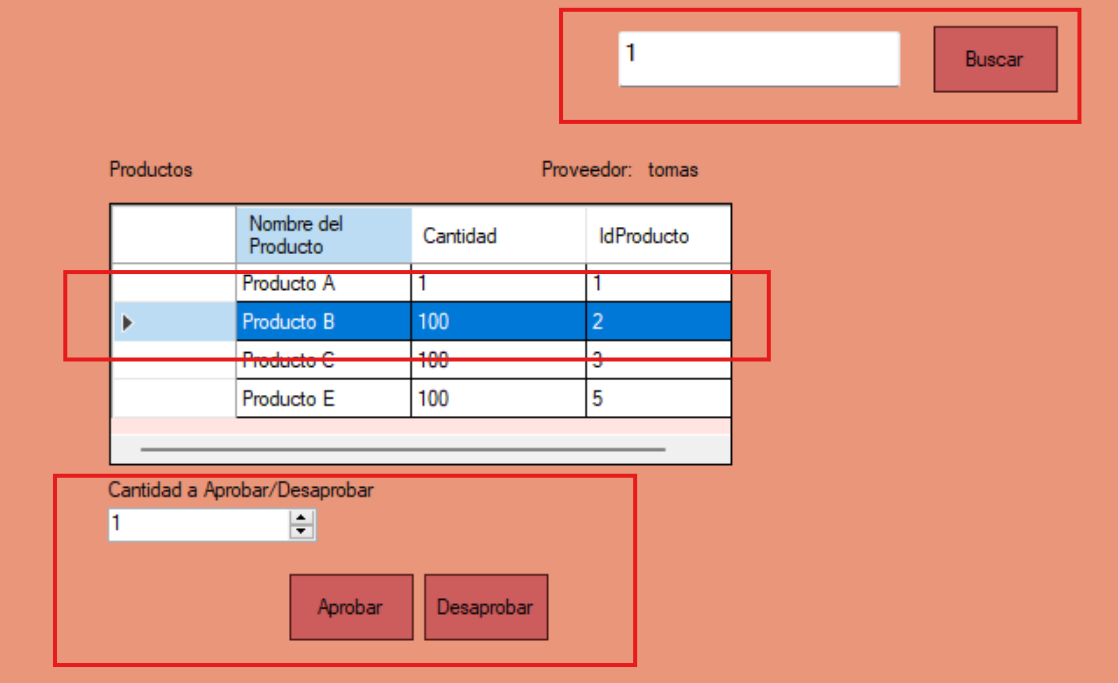 1
Buscar
Productos
Proveedor: tomas
Nombre del
Producto
Cantidad
IdProducto
Producto A 1 1
Producto B 100 2
Producto C 100 3
Producto E 100 5
Cantidad a Aprobar/Desaprobar
1
Aprobar
Desaprobar